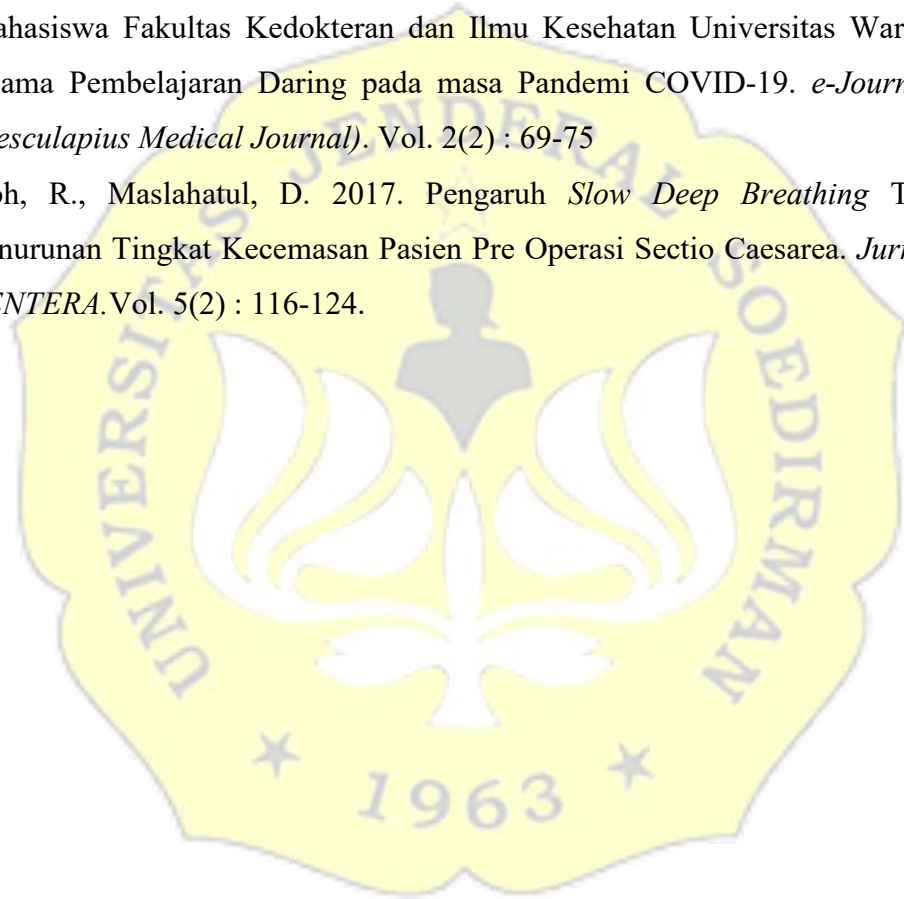 ahasiswa Fakultas Kedokteran dan Ilmu Kesehatan Universitas War
ama Pembelajaran Daring pada masa Pandemi COVID-19. e-Journ
esculapius Medical Journal). Vol. 2(2) : 69-75
oh, R., Maslahatul, D. 2017. Pengaruh Slow Deep Breathing T
nurunan Tingkat Kecemasan Pasien Pre Operasi Sectio Caesarea. Jurn
ENTERA.Vol. 5(2) : 116-124.
UNIVERSITAS JENDERAL SOEDIRMAN
1963